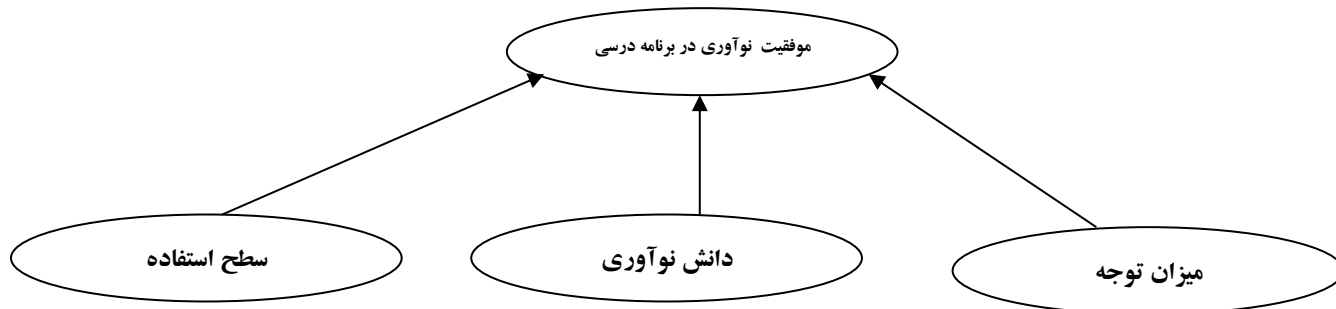 موفقیت نوآوری در برنامه درسی
میزان توجه
دانش نوآوری
سطح استفاده